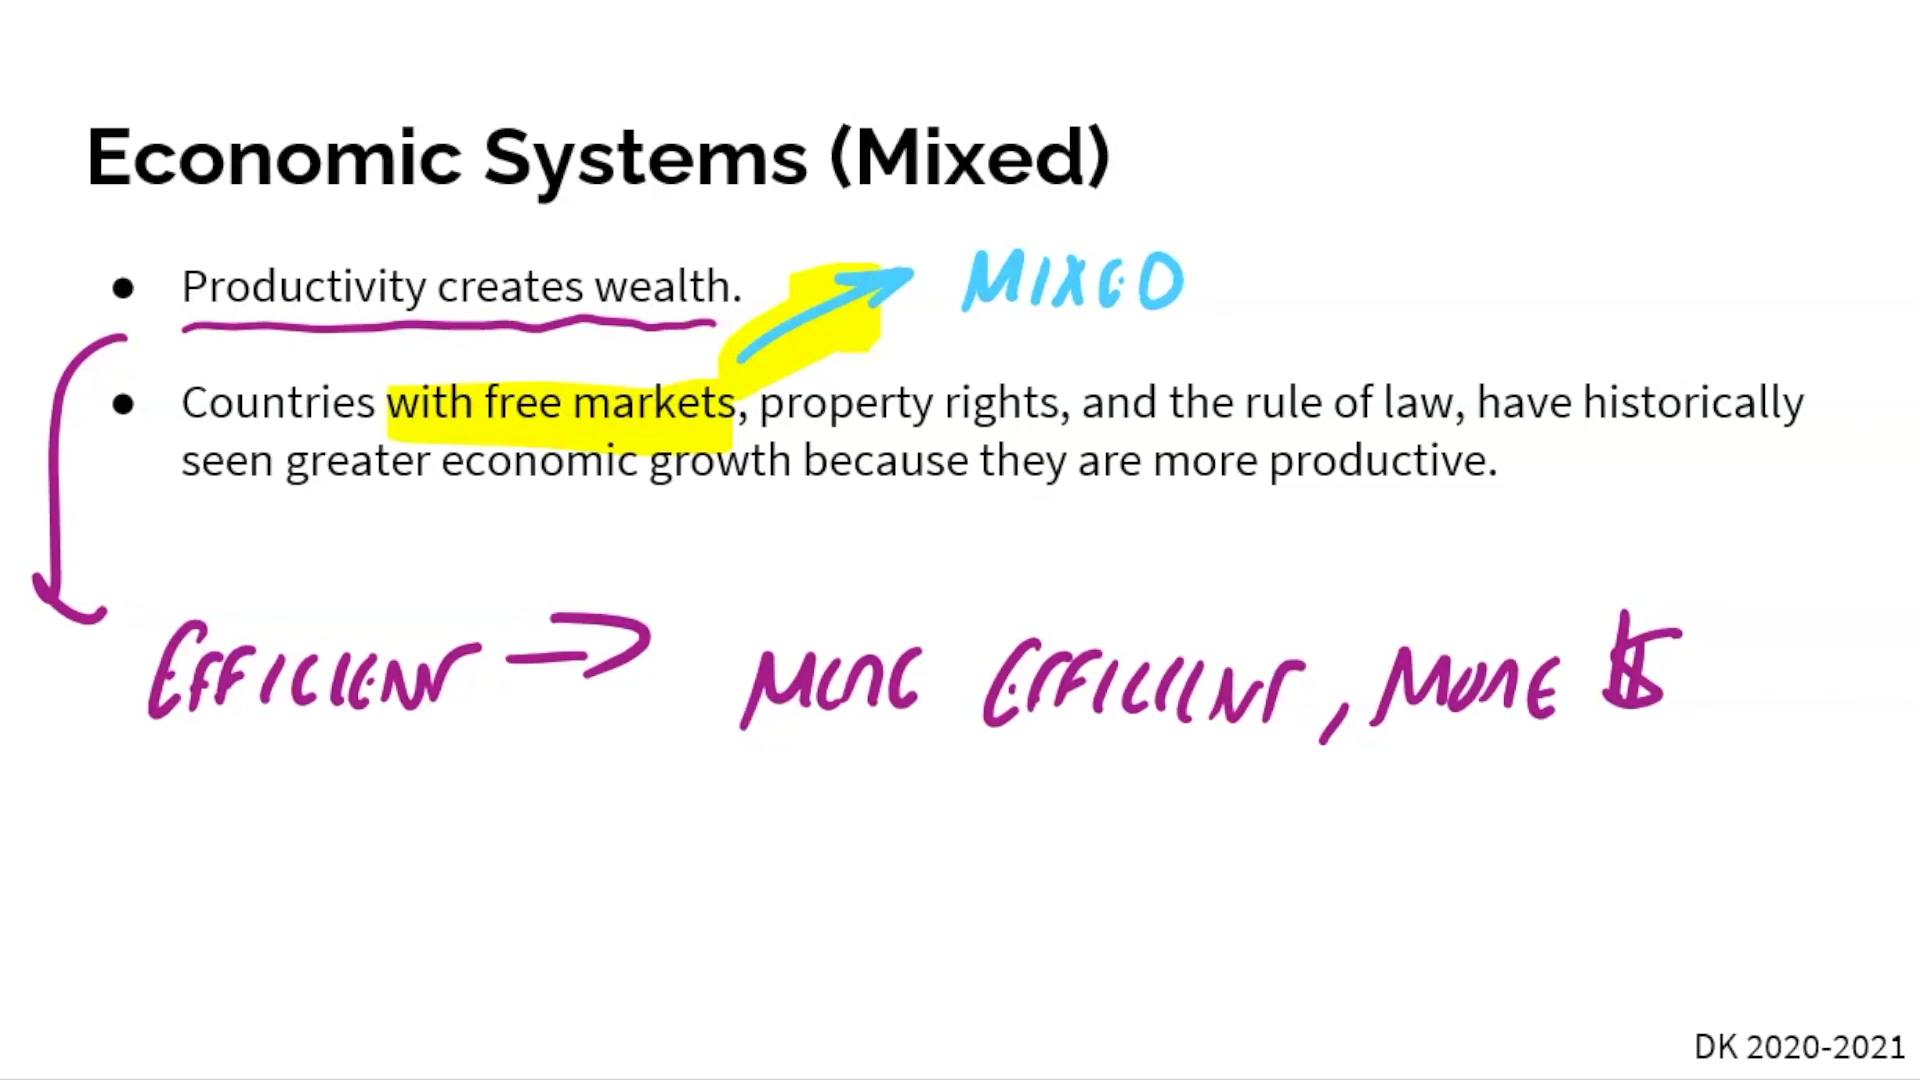 Economic Systems (Mixed)
● Productivity creates wealth.
MIXED
● Countries with free markets, property rights, and the rule of law, have historically
seen greater economic growth because they are more productive.
EFFICIENT → MORE EFFICIENT, MORE $
DK 2020-2021